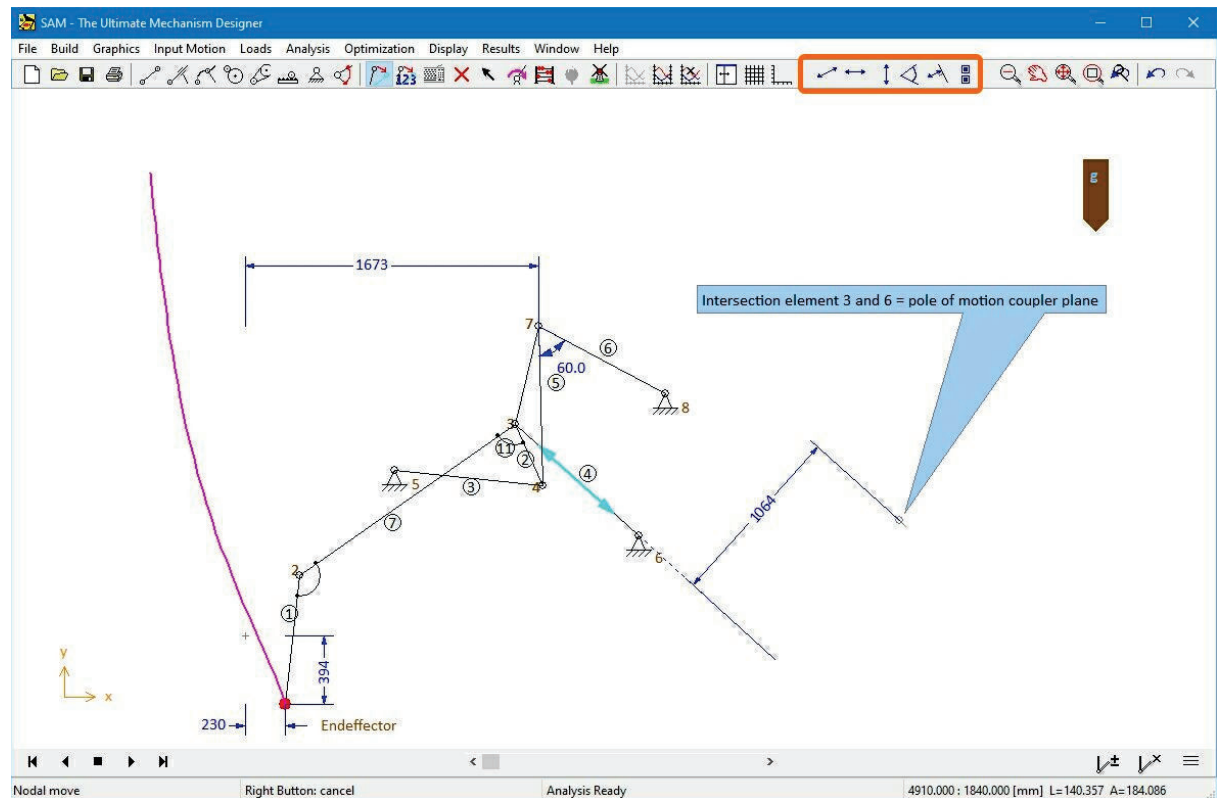 SAM - The Ultimate Mechanism Designer
File Build Graphics Input Motion Loads Analysis Optimization Display Results Window Help
123
g
1673
Intersection element 3 and 6 = pole of motion coupler plane
7
6
60.0
5
8
3
11
2
4
5
3
4
7
1064
6
2
1
y
x
394
230
Endeffector
Nodal move
Right Button: cancel
Analysis Ready
4910.000 : 1840.000 [mm] L=140.357 A=184.086